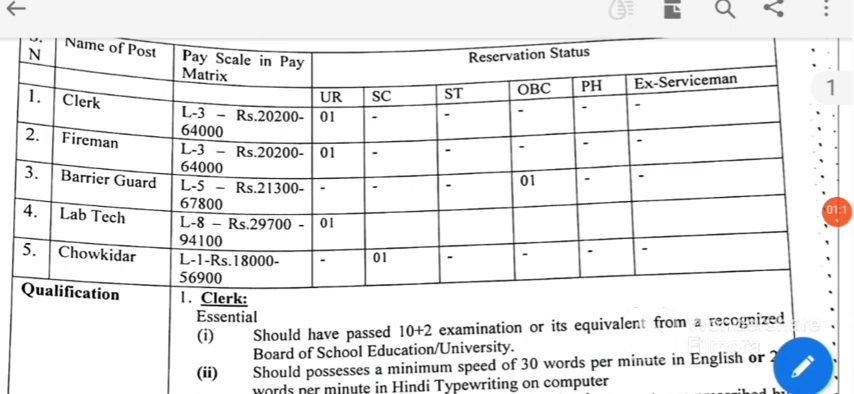 N Name of Post Pay Scale in Pay Matrix Reservation Status
UR SC ST OBC PH Ex-Serviceman
1. Clerk L-3 – Rs.20200-64000 01 - - - - -
2. Fireman L-3 – Rs.20200-64000 01 - - - - -
3. Barrier Guard L-5 – Rs.21300-67800 - - - 01 - -
4. Lab Tech L-8 – Rs.29700 - 94100 01
5. Chowkidar L-1-Rs.18000-56900 - 01 - - - -
Qualification 1. Clerk:
Essential
(i) Should have passed 10+2 examination or its equivalent from a recognized
Board of School Education/University.
(ii) Should possesses a minimum speed of 30 words per minute in English or
words per minute in Hindi Typewriting on computer
1
01:1